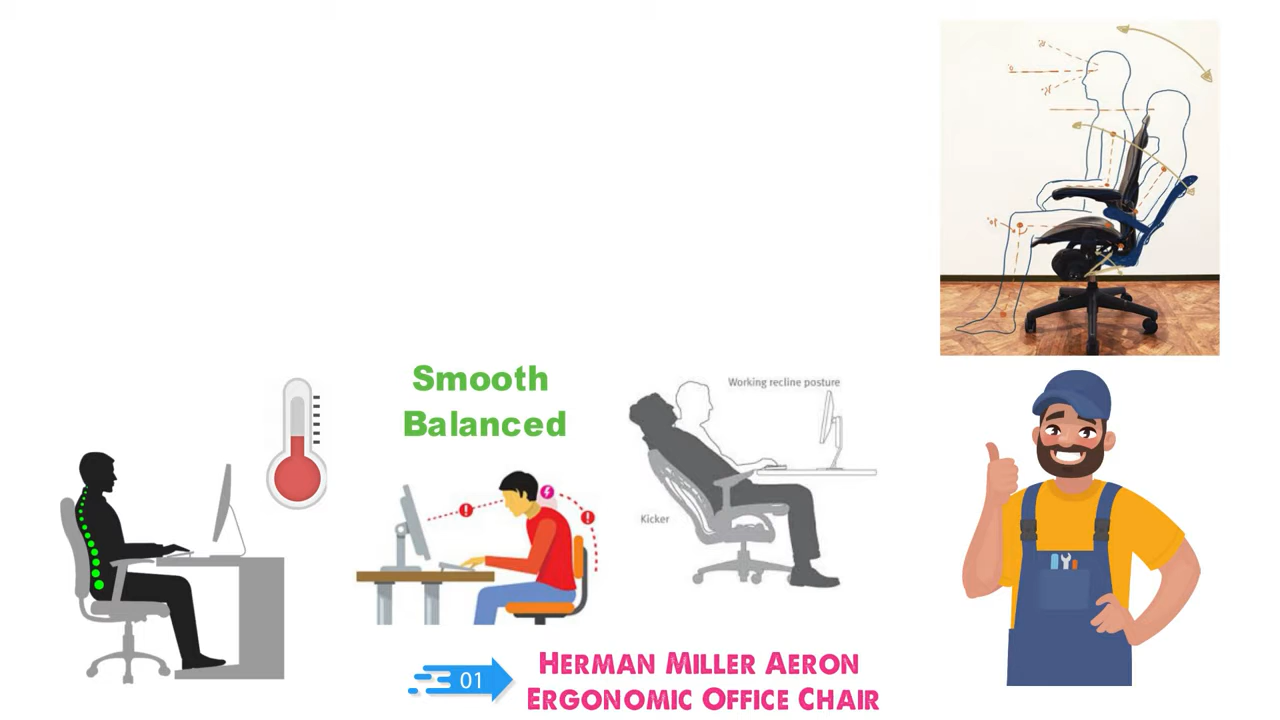 Smooth
Balanced
Working recline posture
Kicker
01
HERMAN MILLER AERON
ERGONOMIC OFFICE CHAIR